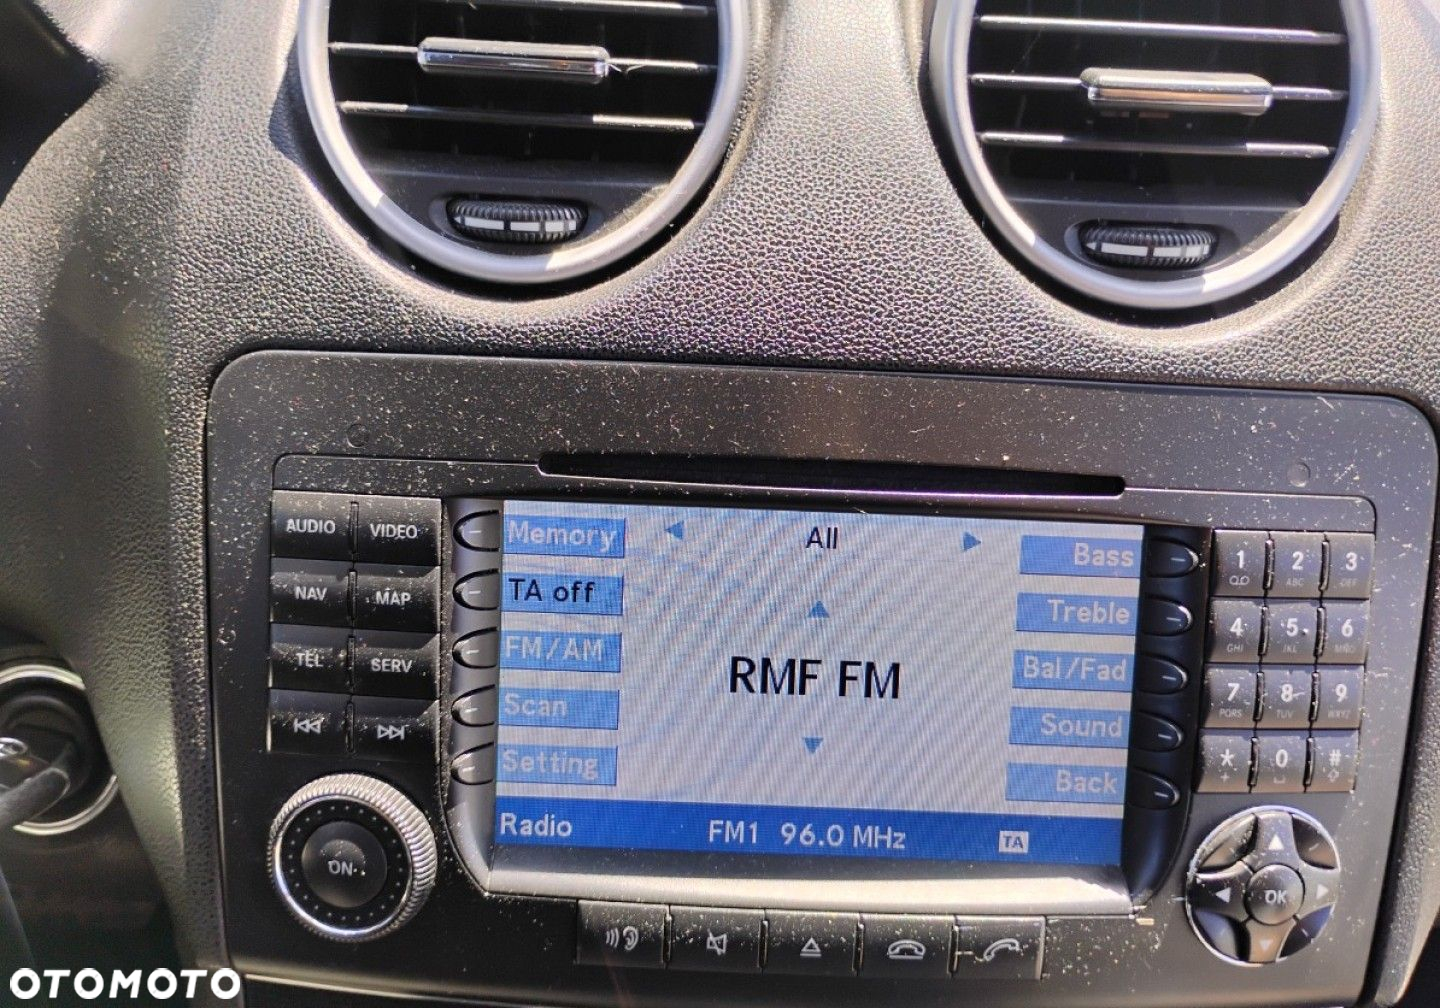 AUDIO VIDEO
NAV MAP
TEL SERV
ON
Memory All Bass
TA off Treble
FM/AM RMF FM Bal/Fad
Scan Sound
Setting Back
Radio FM1 96.0 MHz TA
1 2 ABC 3 DEF
4 GHI 5 JKL 6 MNO
7 PQRS 8 TUV 9 WXYZ
* + 0 #
OK
OTOMOTO